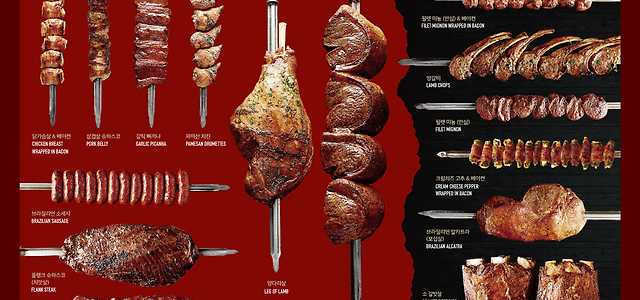 닭가슴살 & 베이컨
CHICKEN BREAST
WRAPPED IN BACON
삼겹살 슈하스코
PORK BELLY
갈릭 삐까냐
GARLIC PICANHA
파마산 치킨
PAMESAN DRUMETTES
브라질리언 소세지
BRAZILIAN SAUSAGE
플랭크 슈하스코
(치맛살)
FLANK STEAK
양다리살
LEG OF LAMB
필렛 미뇽 (안심) & 베이컨
FILET MIGNON WRAPPED IN BACON
양갈비
LAMB CHOPS
필렛 미뇽 (안심)
FILET MIGNON
크림치즈 고추 & 베이컨
CREAM CHEESE PEPPER
WRAPPED IN BACON
브라질리언 알카트라
(보섭살)
BRAZILIAN ALCATRA
소 갈빗살